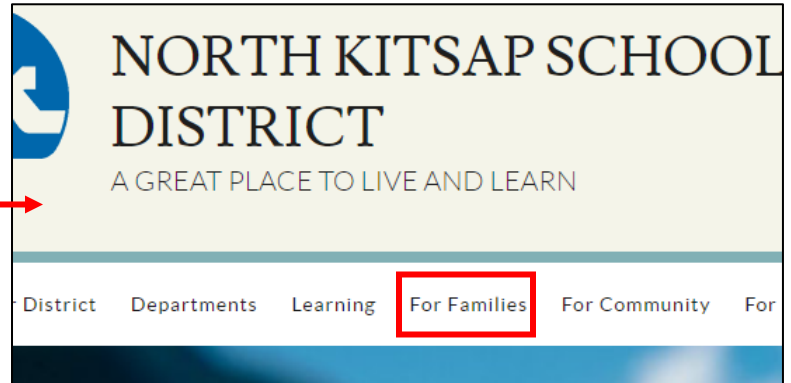 NORTH KITSAP SCHOOL
DISTRICT
A GREAT PLACE TO LIVE AND LEARN
District Departments Learning For Families For Community For